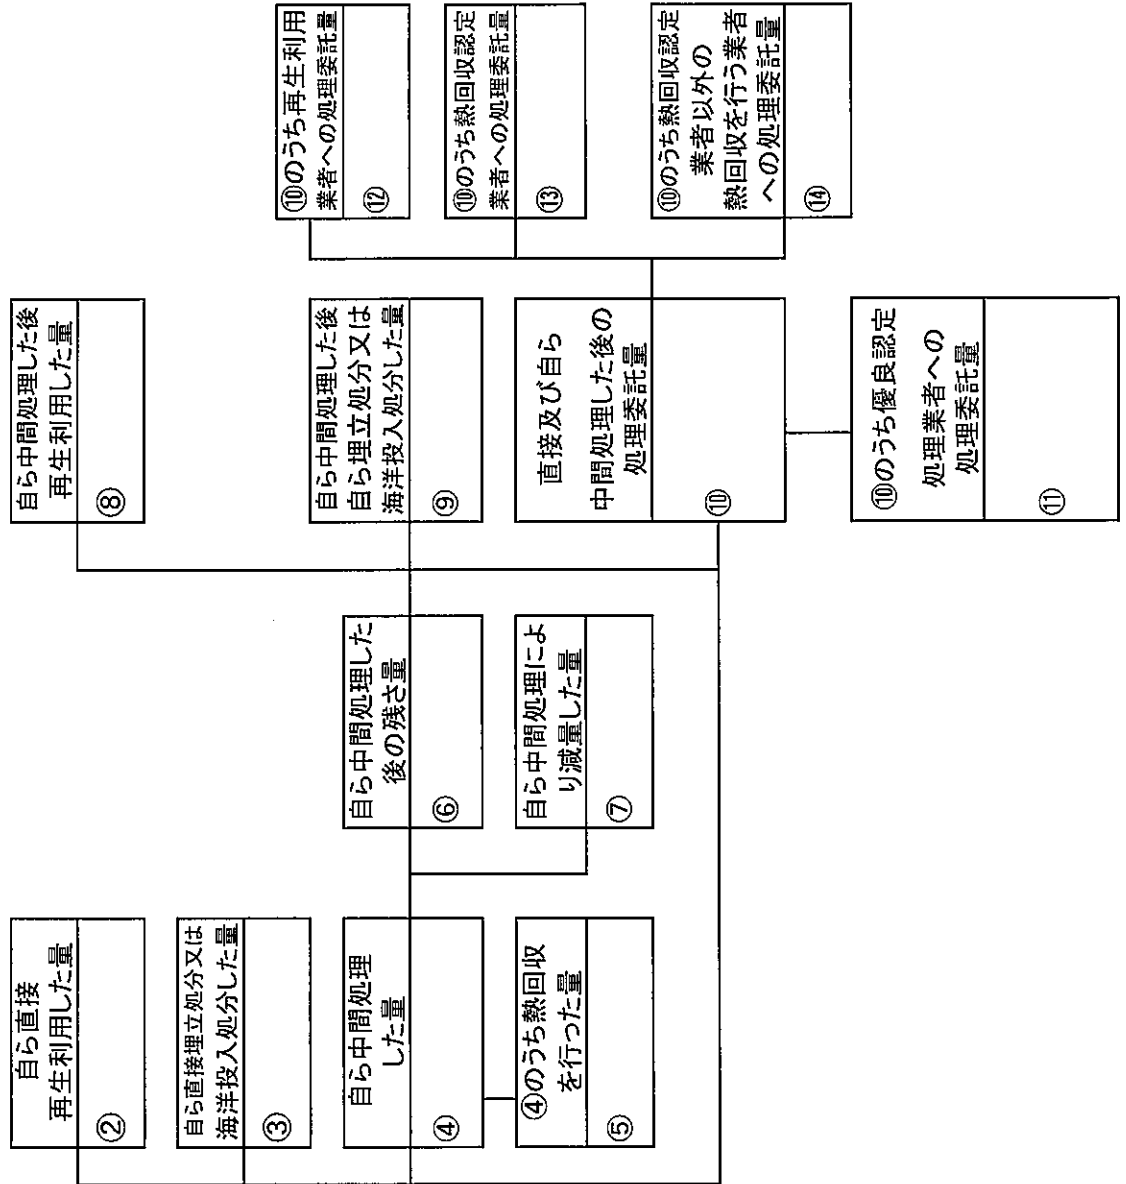 自ら直接
再生利用した量
②
自ら直接埋立処分又は
海洋投入処分した量
③
自ら中間処理
した量
④
④のうち熱回収
を行った量
⑤
自ら中間処理した
後の残さ量
⑥
自ら中間処理によ
り減量した量
⑦
自ら中間処理した後
再生利用した量
⑧
自ら中間処理した後
自ら埋立処分又は
海洋投入処分した量
⑨
直接及び自ら
中間処理した後の
処理委託量
⑩
⑩のうち優良認定
処理業者への
処理委託量
⑪
⑩のうち再生利用
業者への処理委託量
⑫
⑩のうち熱回収認定
業者への処理委託量
⑬
⑩のうち熱回収認定
業者以外の
熱回収を行う業者
への処理委託量
⑭